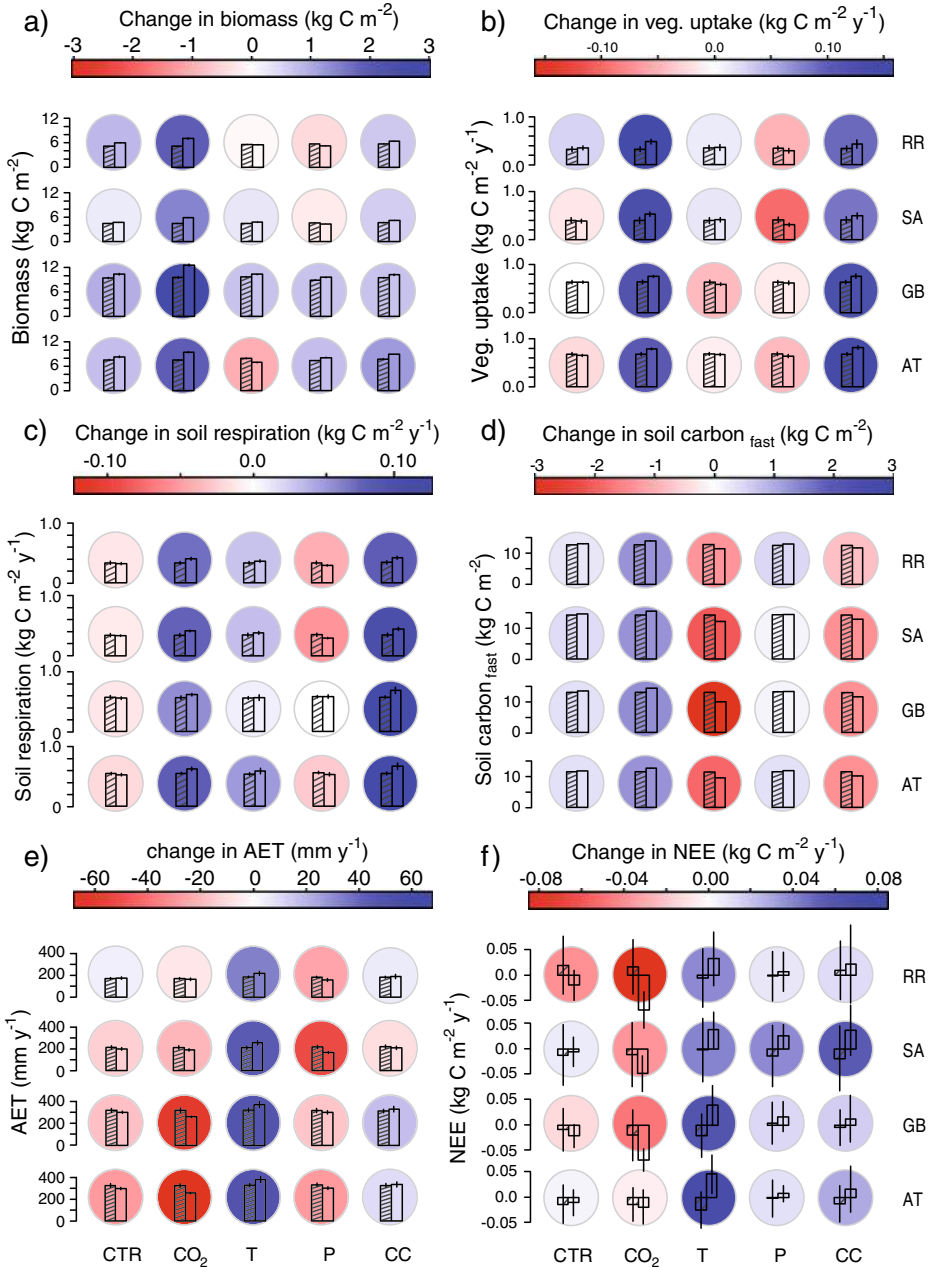 a) Change in biomass (kg C m-2)
-3 -2 -1 0 1 2 3
Biomass (kg C m-2)
12
6
0
12
6
0
12
6
0
12
6
0
b) Change in veg. uptake (kg C m-2 y-1)
-0.10 0.0 0.10
Veg. uptake (kg C m-2 y-1)
1.0
0.0
RR
1.0
0.0
SA
1.0
0.0
GB
1.0
0.0
AT
c) Change in soil respiration (kg C m-2 y-1)
-0.10 0.0 0.10
Soil respiration (kg C m-2 y-1)
1.0
0
1.0
0
1.0
0
1.0
0
d) Change in soil carbon fast (kg C m-2)
-3 -2 -1 0 1 2 3
Soil carbon fast (kg C m-2)
10
0
RR
10
0
SA
10
0
GB
10
0
AT
e) change in AET (mm y-1)
-60 -40 -20 0 20 40 60
AET (mm y-1)
400
200
0
400
200
0
400
200
0
400
200
0
CTR CO2 T P CC
f) Change in NEE (kg C m-2 y-1)
-0.08 -0.04 0.00 0.04 0.08
NEE (kg C m-2 y-1)
0.05
0.0
-0.05
RR
0.05
0.0
-0.05
SA
0.05
0.0
-0.05
GB
0.05
0.0
-0.05
AT
CTR CO2 T P CC